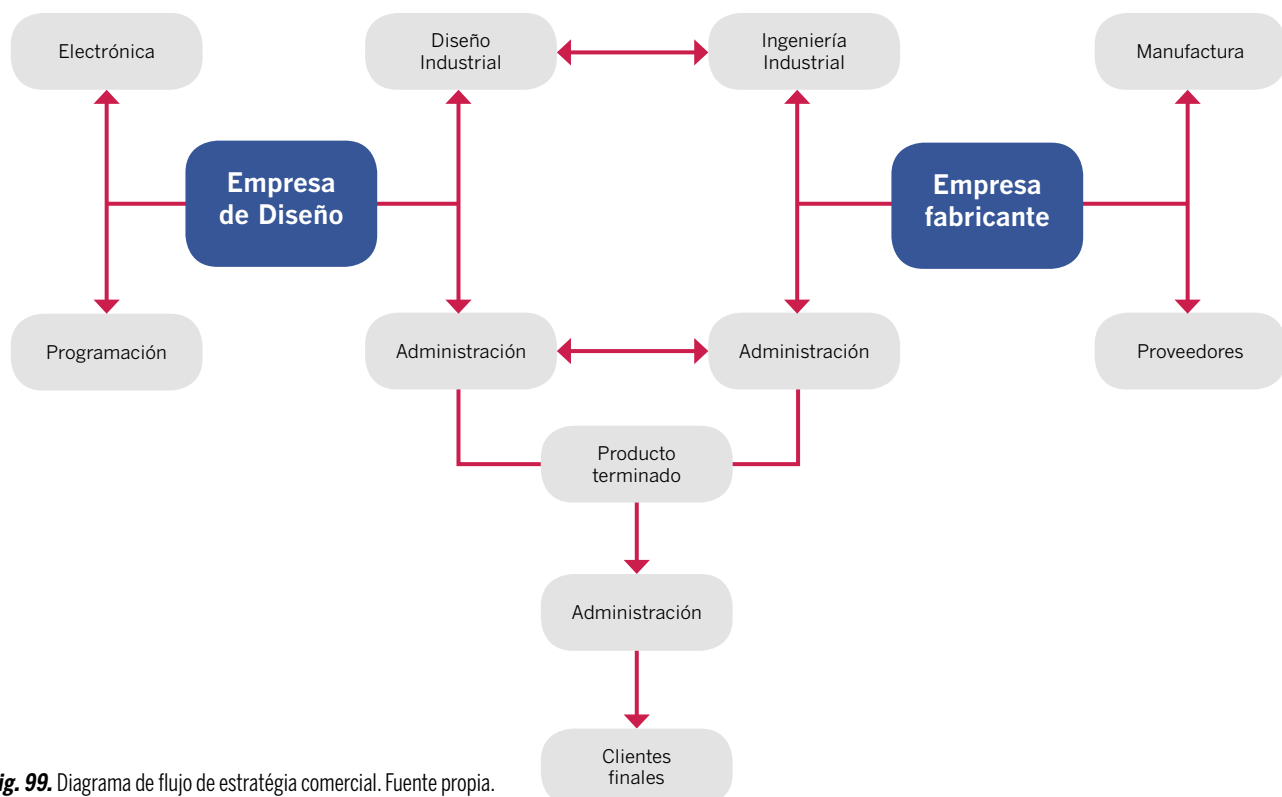 Electrónica
Diseño
Industrial
Ingeniería
Industrial
Manufactura
Empresa
de Diseño
Empresa
fabricante
Programación
Administración
Administración
Proveedores
Producto
terminado
Administración
Clientes
finales
ig. 99. Diagrama de flujo de estratégia comercial. Fuente propia.